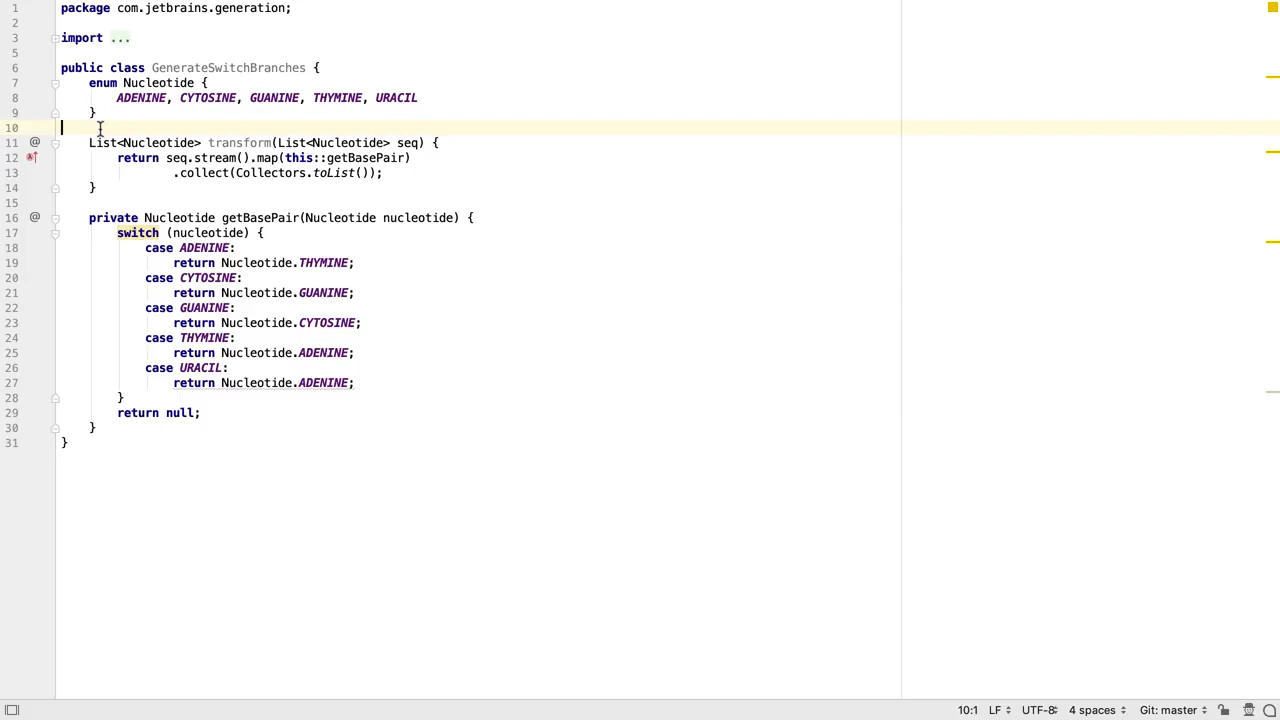 1 package com.jetbrains.generation;
2
3 import ...
5
6 public class GenerateSwitchBranches {
7 enum Nucleotide {
8 ADENINE, CYTOSINE, GUANINE, THYMINE, URACIL
9 }
10
11 @ List<Nucleotide> transform(List<Nucleotide> seq) {
12 return seq.stream().map(this::getBasePair)
13 .collect(Collectors.toList());
14 }
15
16 @ private Nucleotide getBasePair(Nucleotide nucleotide) {
17 switch (nucleotide) {
18 case ADENINE:
19 return Nucleotide.THYMINE;
20 case CYTOSINE:
21 return Nucleotide.GUANINE;
22 case GUANINE:
23 return Nucleotide.CYTOSINE;
24 case THYMINE:
25 return Nucleotide.ADENINE;
26 case URACIL:
27 return Nucleotide.ADENINE;
28 }
29 return null;
30 }
31 }
10:1 LF UTF-8 4 spaces Git: master